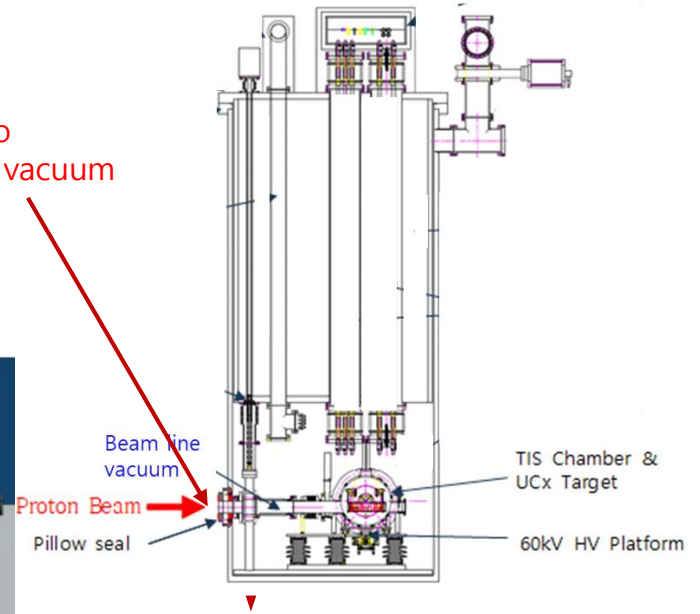 o
vacuum
Beam line
vacuum
Proton Beam
Pillow seal
TIS Chamber &
UCx Target
60kV HV Platform